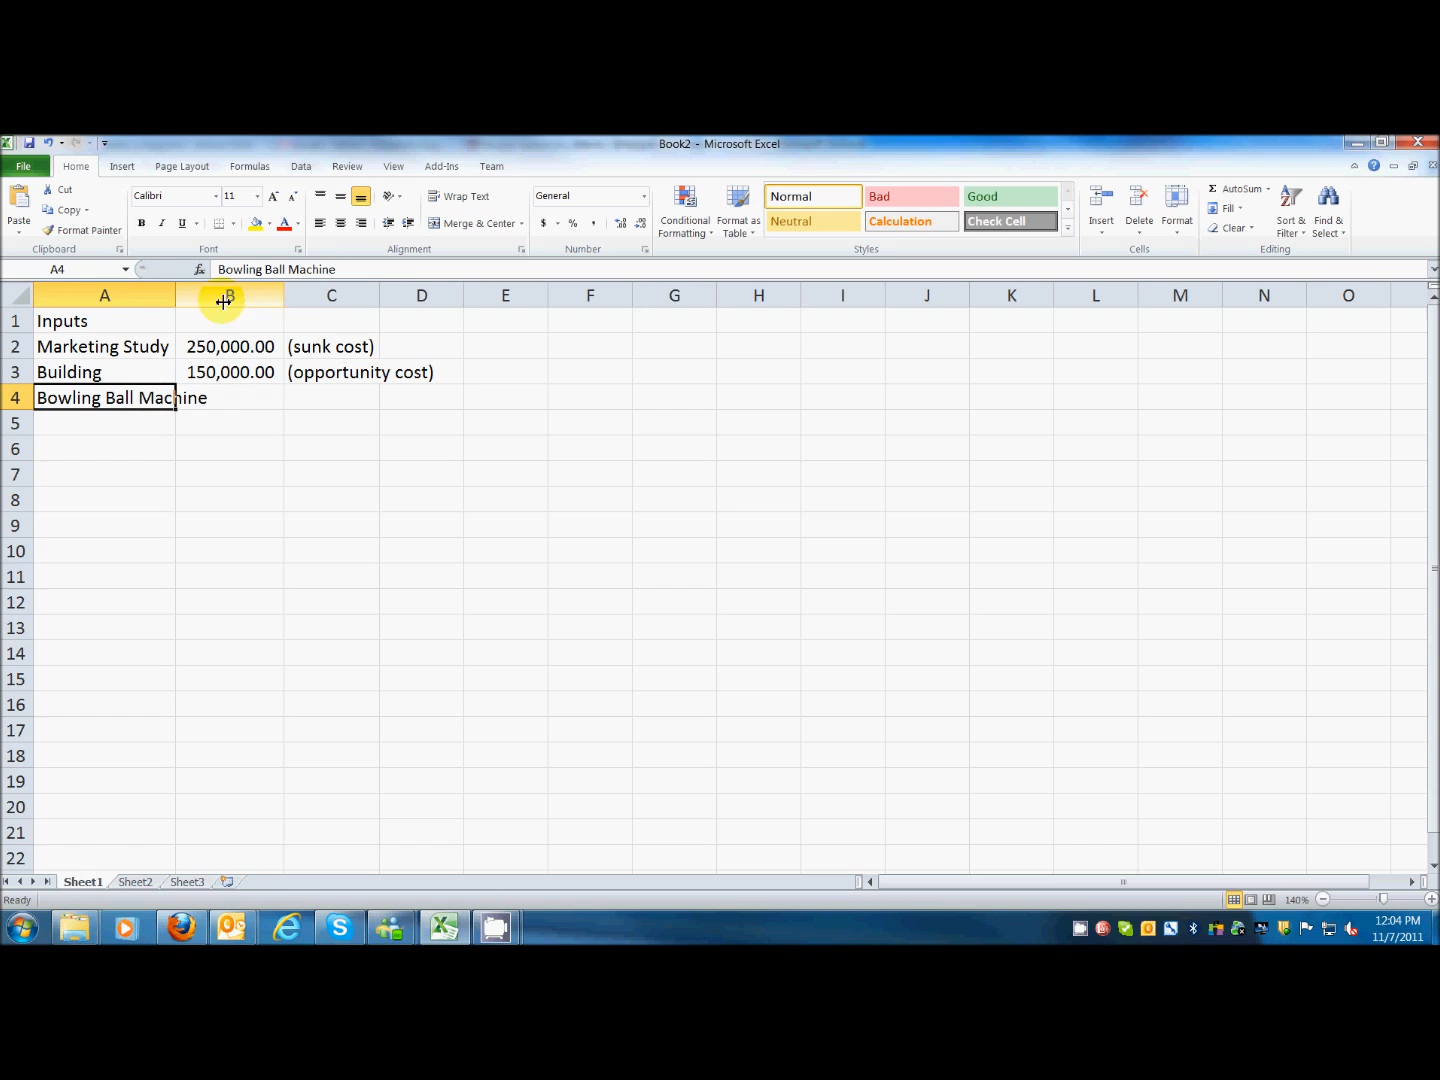 Book2 - Microsoft Excel
File Home Insert Page Layout Formulas Data Review View Add-Ins Team
Paste
Cut
Copy
Format Painter
Clipboard
Calibri 11
B I U
Font
Wrap Text
Merge & Center
Alignment
General
$ % ,
Number
Conditional Formatting
Format as Table
Normal Bad Good
Neutral Calculation Check Cell
Styles
Insert Delete Format
Cells
AutoSum
Fill
Clear
Sort & Filter
Find & Select
Editing
A4 fx Bowling Ball Machine
A B C D E F G H I J K L M N O
1 Inputs
2 Marketing Study 250,000.00 (sunk cost)
3 Building 150,000.00 (opportunity cost)
4 Bowling Ball Machine
5
6
7
8
9
10
11
12
13
14
15
16
17
18
19
20
21
22
Sheet1 Sheet2 Sheet3
Ready 140%
12:04 PM
11/7/2011